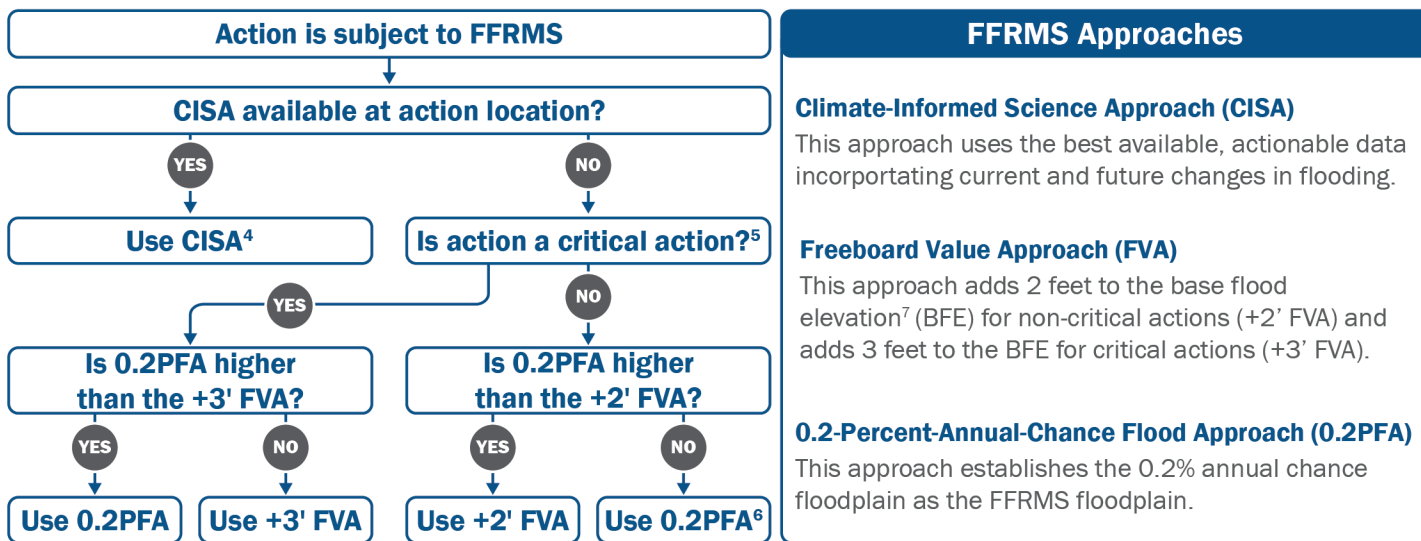 Action is subject to FFRMS
CISA available at action location?
YES
NO
Use CISA⁴
Is action a critical action?⁵
YES
NO
Is 0.2PFA higher
than the +3' FVA?
Is 0.2PFA higher
than the +2' FVA?
YES
NO
YES
NO
Use 0.2PFA
Use +3' FVA
Use +2' FVA
Use 0.2PFA⁶
FFRMS Approaches
Climate-Informed Science Approach (CISA)
This approach uses the best available, actionable data
incorportating current and future changes in flooding.
Freeboard Value Approach (FVA)
This approach adds 2 feet to the base flood
elevation⁷ (BFE) for non-critical actions (+2’ FVA) and
adds 3 feet to the BFE for critical actions (+3’ FVA).
0.2-Percent-Annual-Chance Flood Approach (0.2PFA)
This approach establishes the 0.2% annual chance
floodplain as the FFRMS floodplain.